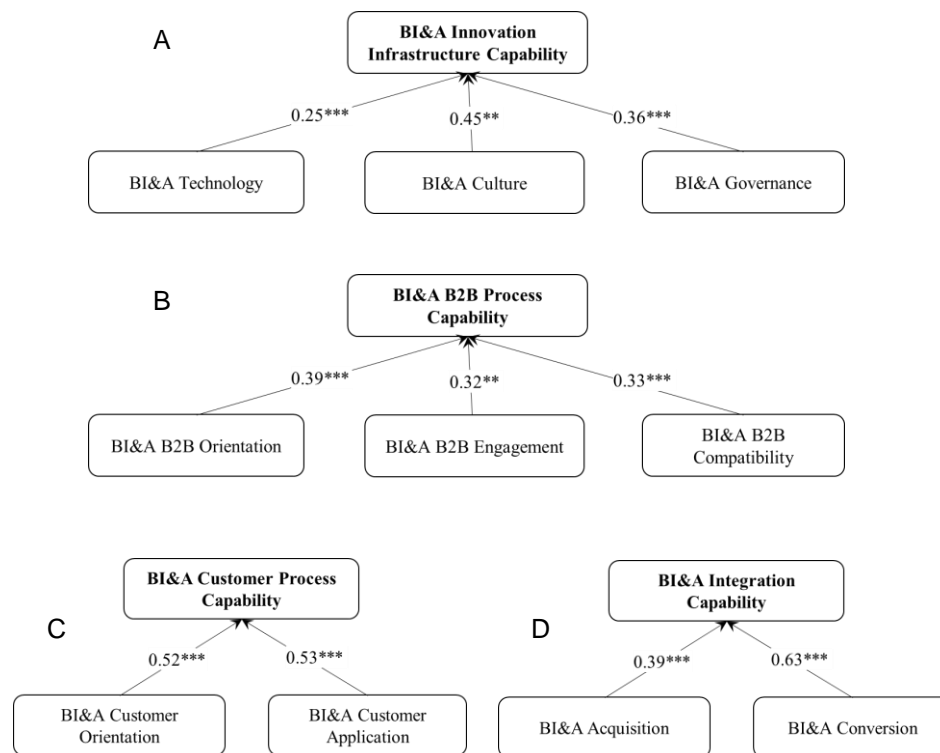 A
BI&A Innovation
Infrastructure Capability
0.25***
0.45**
0.36***
BI&A Technology
BI&A Culture
BI&A Governance
B
BI&A B2B Process
Capability
0.39***
0.32**
0.33***
BI&A B2B Orientation
BI&A B2B Engagement
BI&A B2B
Compatibility
C
BI&A Customer Process
Capability
0.52***
0.53***
BI&A Customer
Orientation
BI&A Customer
Application
D
BI&A Integration
Capability
0.39***
0.63***
BI&A Acquisition
BI&A Conversion